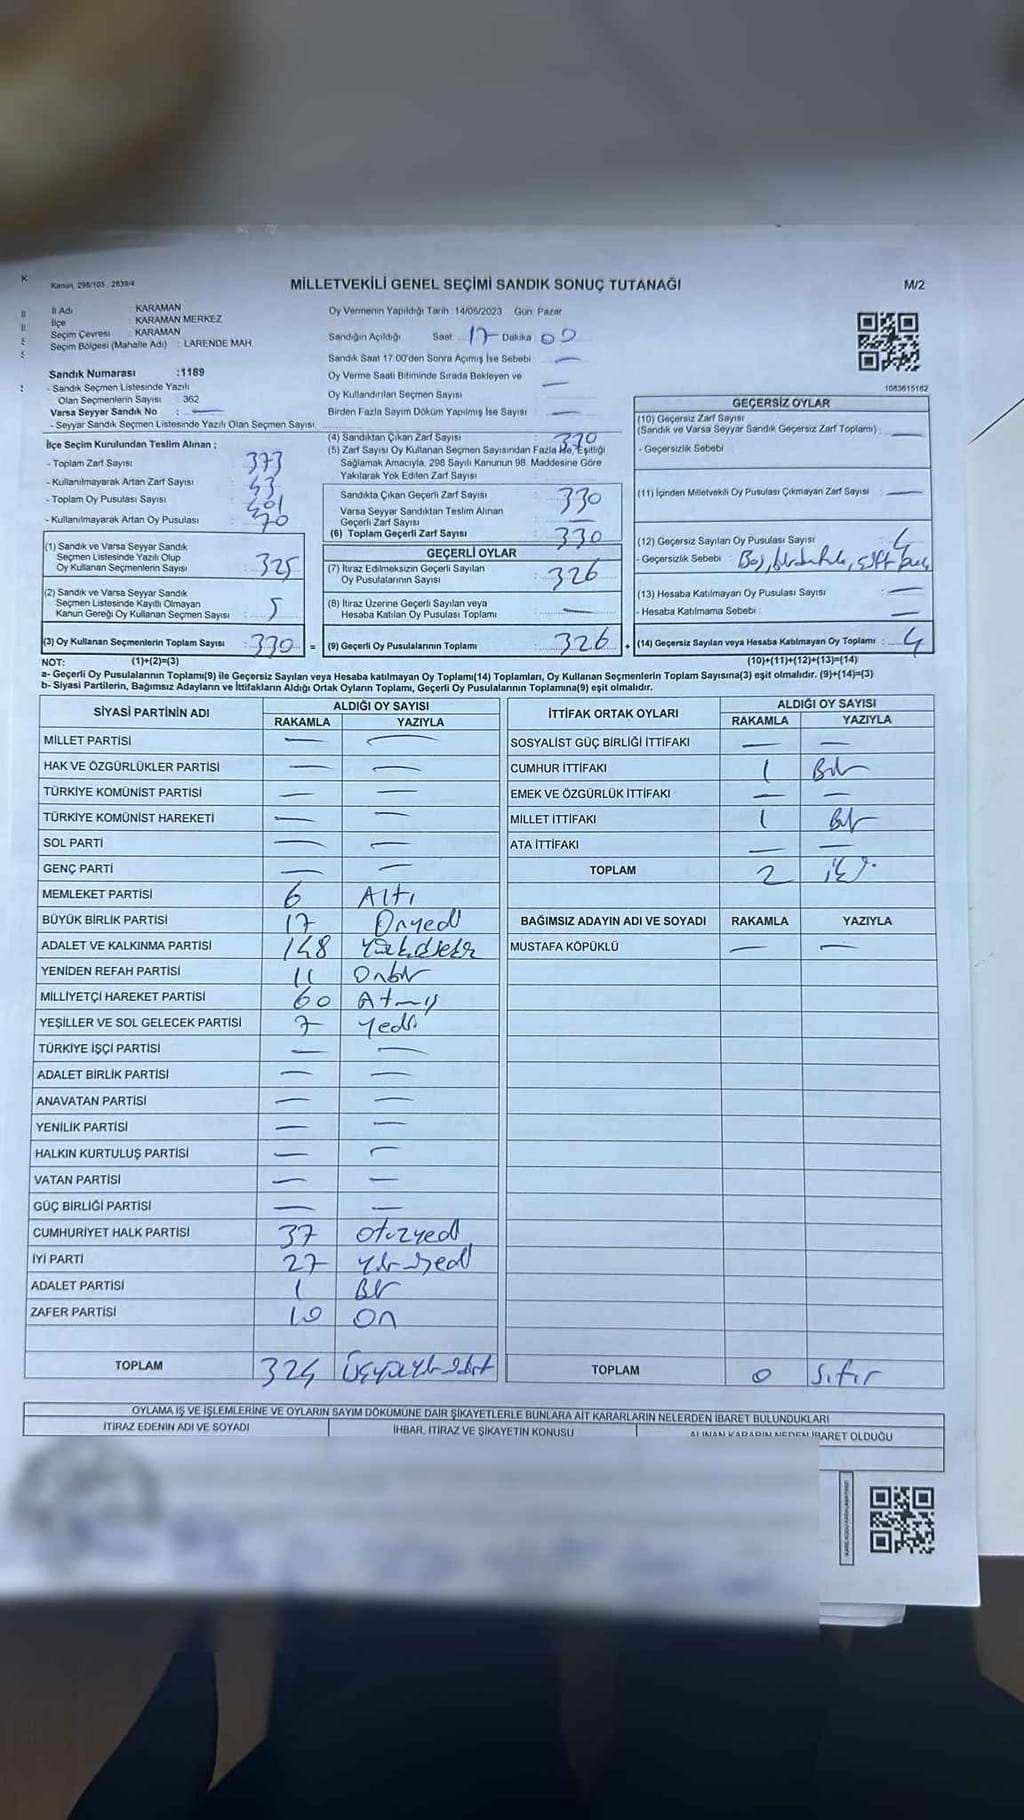 Kanun, 298/105 , 2839/4
MİLLETVEKİLİ GENEL SEÇİMİ SANDIK SONUÇ TUTANAĞI
M/2
İl Adı : KARAMAN
İlçe : KARAMAN MERKEZ
Seçim Çevresi : KARAMAN
Seçim Bölgesi (Mahalle Adı) : LARENDE MAH
Sandık Numarası :1189
- Sandık Seçmen Listesinde Yazılı
Olan Seçmenlerin Sayısı : 362
Varsa Seyyar Sandık No : —
- Seyyar Sandık Seçmen Listesinde Yazılı Olan Seçmen Sayısı:
Oy Vermenin Yapıldığı Tarih : 14/05/2023 Gün: Pazar
Sandığın Açıldığı Saat: 17 Dakika 00
Sandık Saat 17.00'den Sonra Açımış İse Sebebi : —
Oy Verme Saati Bitiminde Sırada Bekleyen ve
Oy Kullandırılan Seçmen Sayısı : —
Birden Fazla Sayım Döküm Yapılmış İse Sayısı : —
1083615182
İlçe Seçim Kurulundan Teslim Alınan ;
- Toplam Zarf Sayısı : 373
- Kullanılmayarak Artan Zarf Sayısı : 43
- Toplam Oy Pusulası Sayısı : 401
- Kullanılmayarak Artan Oy Pusulası : 70
(1) Sandık ve Varsa Seyyar Sandık
Seçmen Listesinde Yazılı Olup
Oy Kullanan Seçmenlerin Sayısı : 325
(2) Sandık ve Varsa Seyyar Sandık
Seçmen Listesinde Kayıtlı Olmayan
Kanun Gereği Oy Kullanan Seçmen Sayısı : 5
(3) Oy Kullanan Seçmenlerin Toplam Sayısı : 330 =
(4) Sandıktan Çıkan Zarf Sayısı : 330
(5) Zarf Sayısı Oy Kullanan Seçmen Sayısından Fazla İse, Eşitliği
Sağlamak Amacıyla, 298 Sayılı Kanunun 98. Maddesine Göre
Yakılarak Yok Edilen Zarf Sayısı :
Sandıkta Çıkan Geçerli Zarf Sayısı : 330
Varsa Seyyar Sandıktan Teslim Alınan
Geçerli Zarf Sayısı : —
(6) Toplam Geçerli Zarf Sayısı : 330
GEÇERLİ OYLAR
(7) İtiraz Edilmeksizin Geçerli Sayılan
Oy Pusulalarının Sayısı : 326
(8) İtiraz Üzerine Geçerli Sayılan veya
Hesaba Katılan Oy Pusulası Toplamı : —
(9) Geçerli Oy Pusulalarının Toplamı : 326 +
GEÇERSİZ OYLAR
(10) Geçersiz Zarf Sayısı
(Sandık ve Varsa Seyyar Sandık Geçersiz Zarf Toplamı) : —
- Geçersizlik Sebebi :
(11) İçinden Milletvekili Oy Pusulası Çıkmayan Zarf Sayısı : —
(12) Geçersiz Sayılan Oy Pusulası Sayısı : 4
- Geçersizlik Sebebi : Boş,
(13) Hesaba Katılmayan Oy Pusulası Sayısı : —
- Hesaba Katılmama Sebebi : —
(14) Geçersiz Sayılan veya Hesaba Katılmayan Oy Toplamı : 4
NOT: (1)+(2)=(3) (10)+(11)+(12)+(13)=(14)
a- Geçerli Oy Pusulalarının Toplamı(9) ile Geçersiz Sayılan veya Hesaba katılmayan Oy Toplamı(14) Toplamları, Oy Kullanan Seçmenlerin Toplam Sayısına(3) eşit olmalıdır. (9)+(14)=(3)
b- Siyasi Partilerin, Bağımsız Adayların ve İttifakların Aldığı Ortak Oyların Toplamı, Geçerli Oy Pusulalarının Toplamına(9) eşit olmalıdır.
SİYASİ PARTİNİN ADI ALDIĞI OY SAYISI
RAKAMLA YAZIYLA
MİLLET PARTİSİ — —
HAK VE ÖZGÜRLÜKLER PARTİSİ — —
TÜRKİYE KOMÜNİST PARTİSİ — —
TÜRKİYE KOMÜNİST HAREKETİ — —
SOL PARTİ — —
GENÇ PARTİ — —
MEMLEKET PARTİSİ 6 Altı
BÜYÜK BİRLİK PARTİSİ 17 Onyedi
ADALET VE KALKINMA PARTİSİ 148 Yüzkırksekiz
YENİDEN REFAH PARTİSİ 11 Onbir
MİLLİYETÇİ HAREKET PARTİSİ 60 Atmış
YEŞİLLER VE SOL GELECEK PARTİSİ 7 Yedi
TÜRKİYE İŞÇİ PARTİSİ — —
ADALET BİRLİK PARTİSİ — —
ANAVATAN PARTİSİ — —
YENİLİK PARTİSİ — —
HALKIN KURTULUŞ PARTİSİ — —
VATAN PARTİSİ — —
GÜÇ BİRLİĞİ PARTİSİ — —
CUMHURİYET HALK PARTİSİ 37 Otuzyedi
İYİ PARTİ 27 Yirmiyedi
ADALET PARTİSİ 1 Bir
ZAFER PARTİSİ 10 On
TOPLAM 324 Üçyüzyirmidört
İTTİFAK ORTAK OYLARI ALDIĞI OY SAYISI
RAKAMLA YAZIYLA
SOSYALİST GÜÇ BİRLİĞİ İTTİFAKI — —
CUMHUR İTTİFAKI 1 Bir
EMEK VE ÖZGÜRLÜK İTTİFAKI — —
MİLLET İTTİFAKI 1 Bir
ATA İTTİFAKI — —
TOPLAM 2 iki
BAĞIMSIZ ADAYIN ADI VE SOYADI RAKAMLA YAZIYLA
MUSTAFA KÖPÜKLÜ — —
TOPLAM 0 Sıfır
OYLAMA İŞ VE İŞLEMLERİNE VE OYLARIN SAYIM DÖKÜMÜNE DAİR ŞİKAYETLERLE BUNLARA AİT KARARLARIN NELERDEN İBARET BULUNDUKLARI
İTİRAZ EDENİN ADI VE SOYADI
İHBAR, İTİRAZ VE ŞİKAYETİN KONUSU
ALINAN KARARIN NEDEN İBARET OLDUĞU